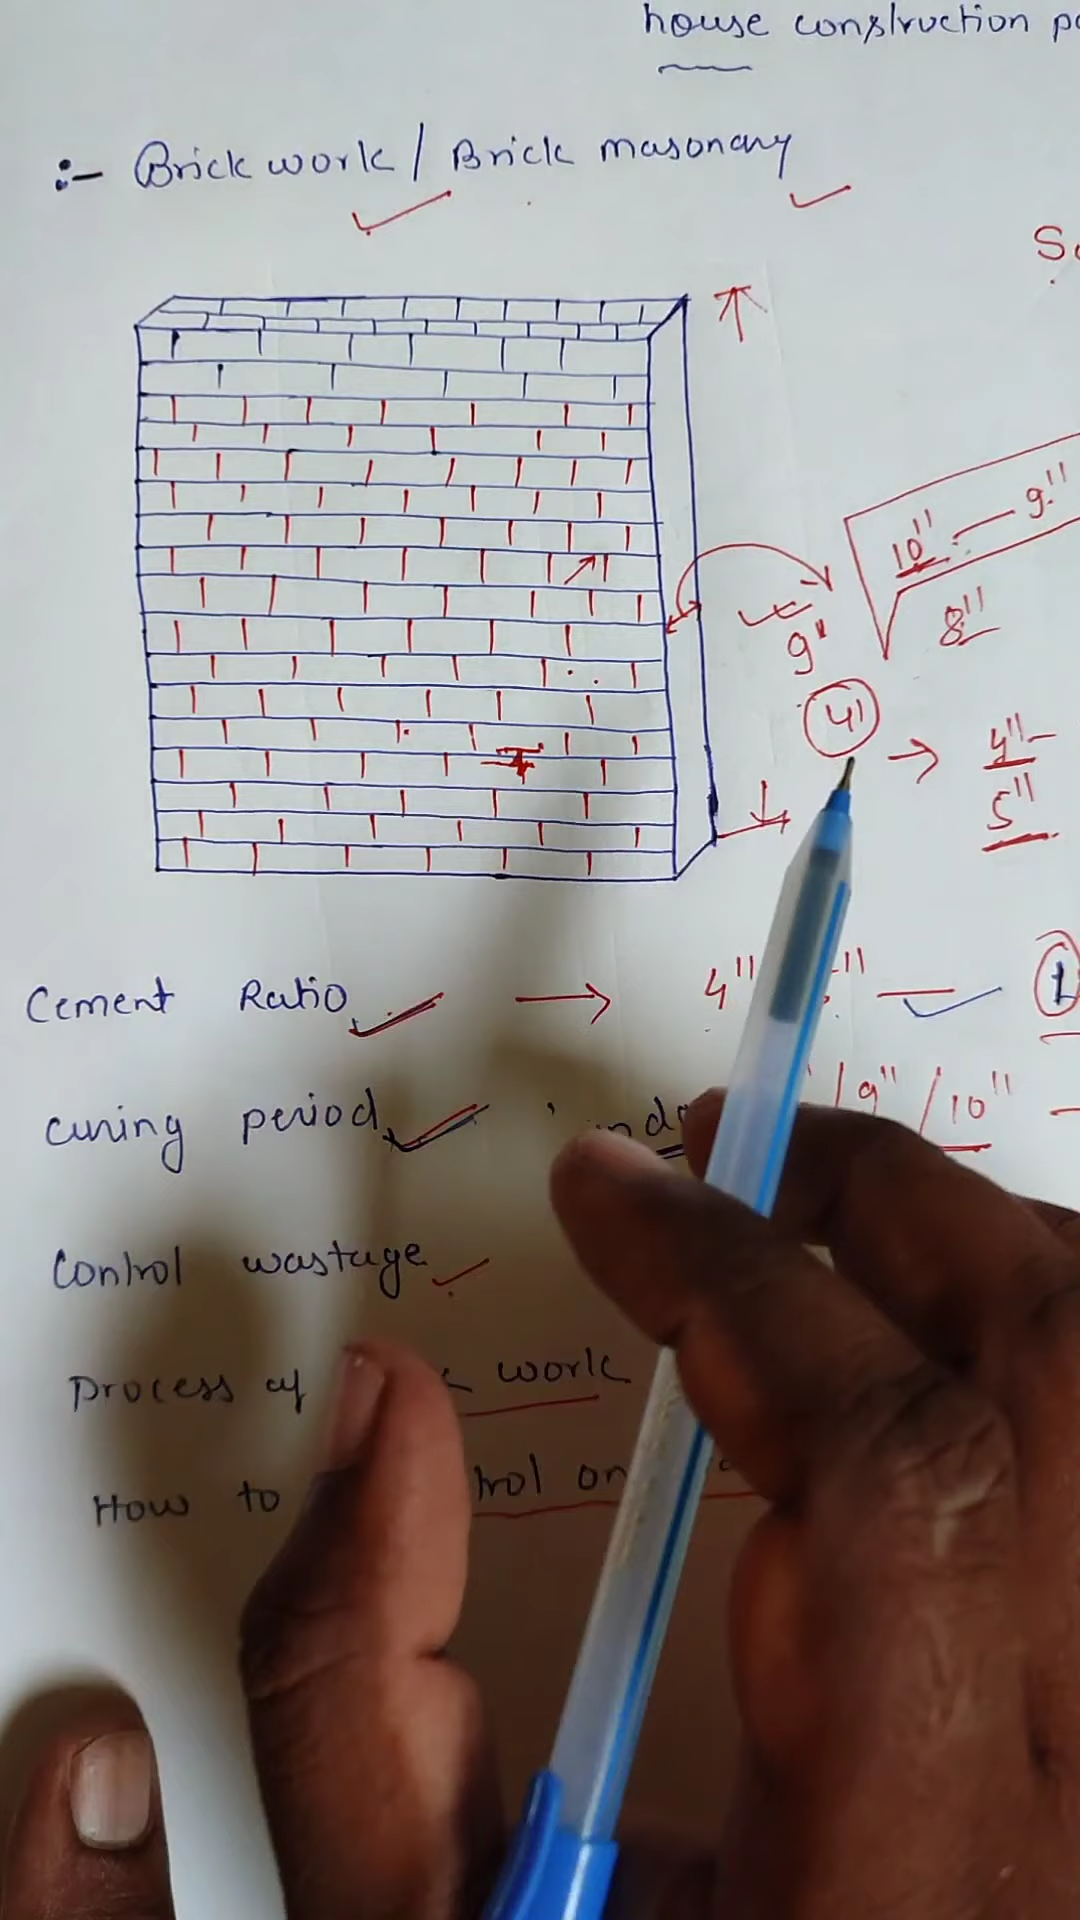 house construction
:- Brick work / Brick masonary
10" — 9"
8"
9"
4'
→ 4" -
5"
Cement Ratio → 4"
curing period / 9" / 10"
Control wastage
Process of work
How to